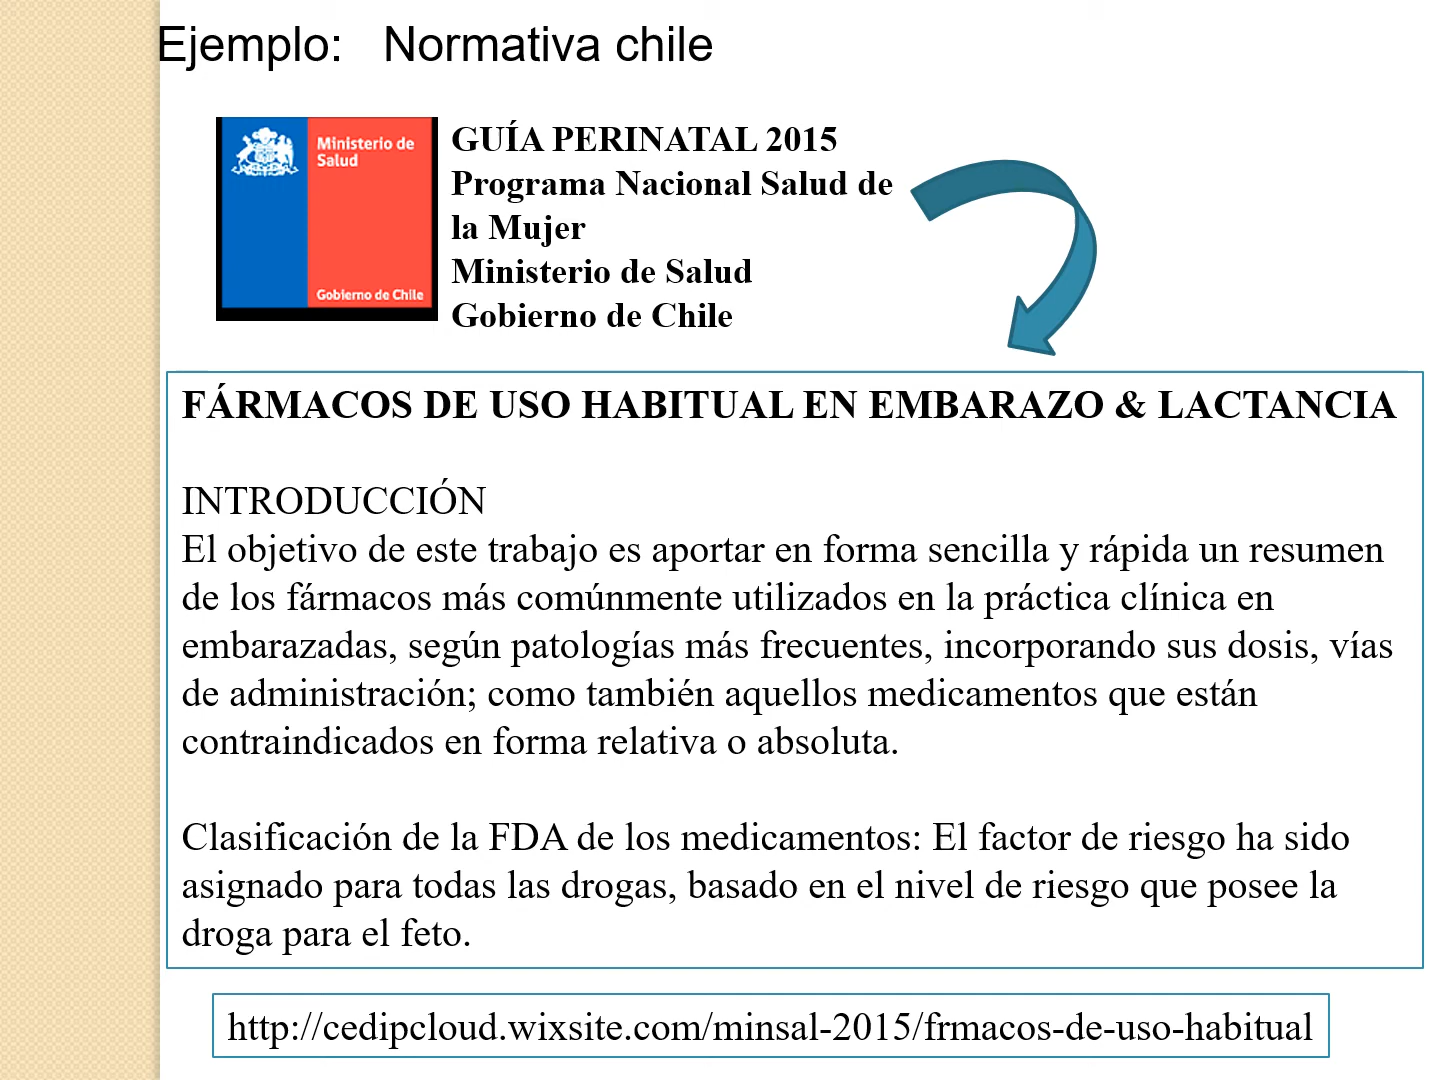 Ejemplo: Normativa chile
Ministerio de
Salud
Gobierno de Chile
GUÍA PERINATAL 2015
Programa Nacional Salud de
la Mujer
Ministerio de Salud
Gobierno de Chile
FÁRMACOS DE USO HABITUAL EN EMBARAZO & LACTANCIA
INTRODUCCIÓN
El objetivo de este trabajo es aportar en forma sencilla y rápida un resumen
de los fármacos más comúnmente utilizados en la práctica clínica en
embarazadas, según patologías más frecuentes, incorporando sus dosis, vías
de administración; como también aquellos medicamentos que están
contraindicados en forma relativa o absoluta.
Clasificación de la FDA de los medicamentos: El factor de riesgo ha sido
asignado para todas las drogas, basado en el nivel de riesgo que posee la
droga para el feto.
http://cedipcloud.wixsite.com/minsal-2015/frmacos-de-uso-habitual